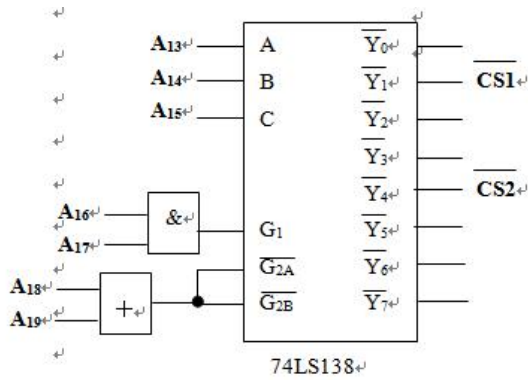 A13 A Y0
A14 B Y1 CS1
A15 C Y2
Y3
Y4 CS2
A16 &
A17 G1 Y5
A18 G2A Y6
A19 + G2B Y7
74LS138